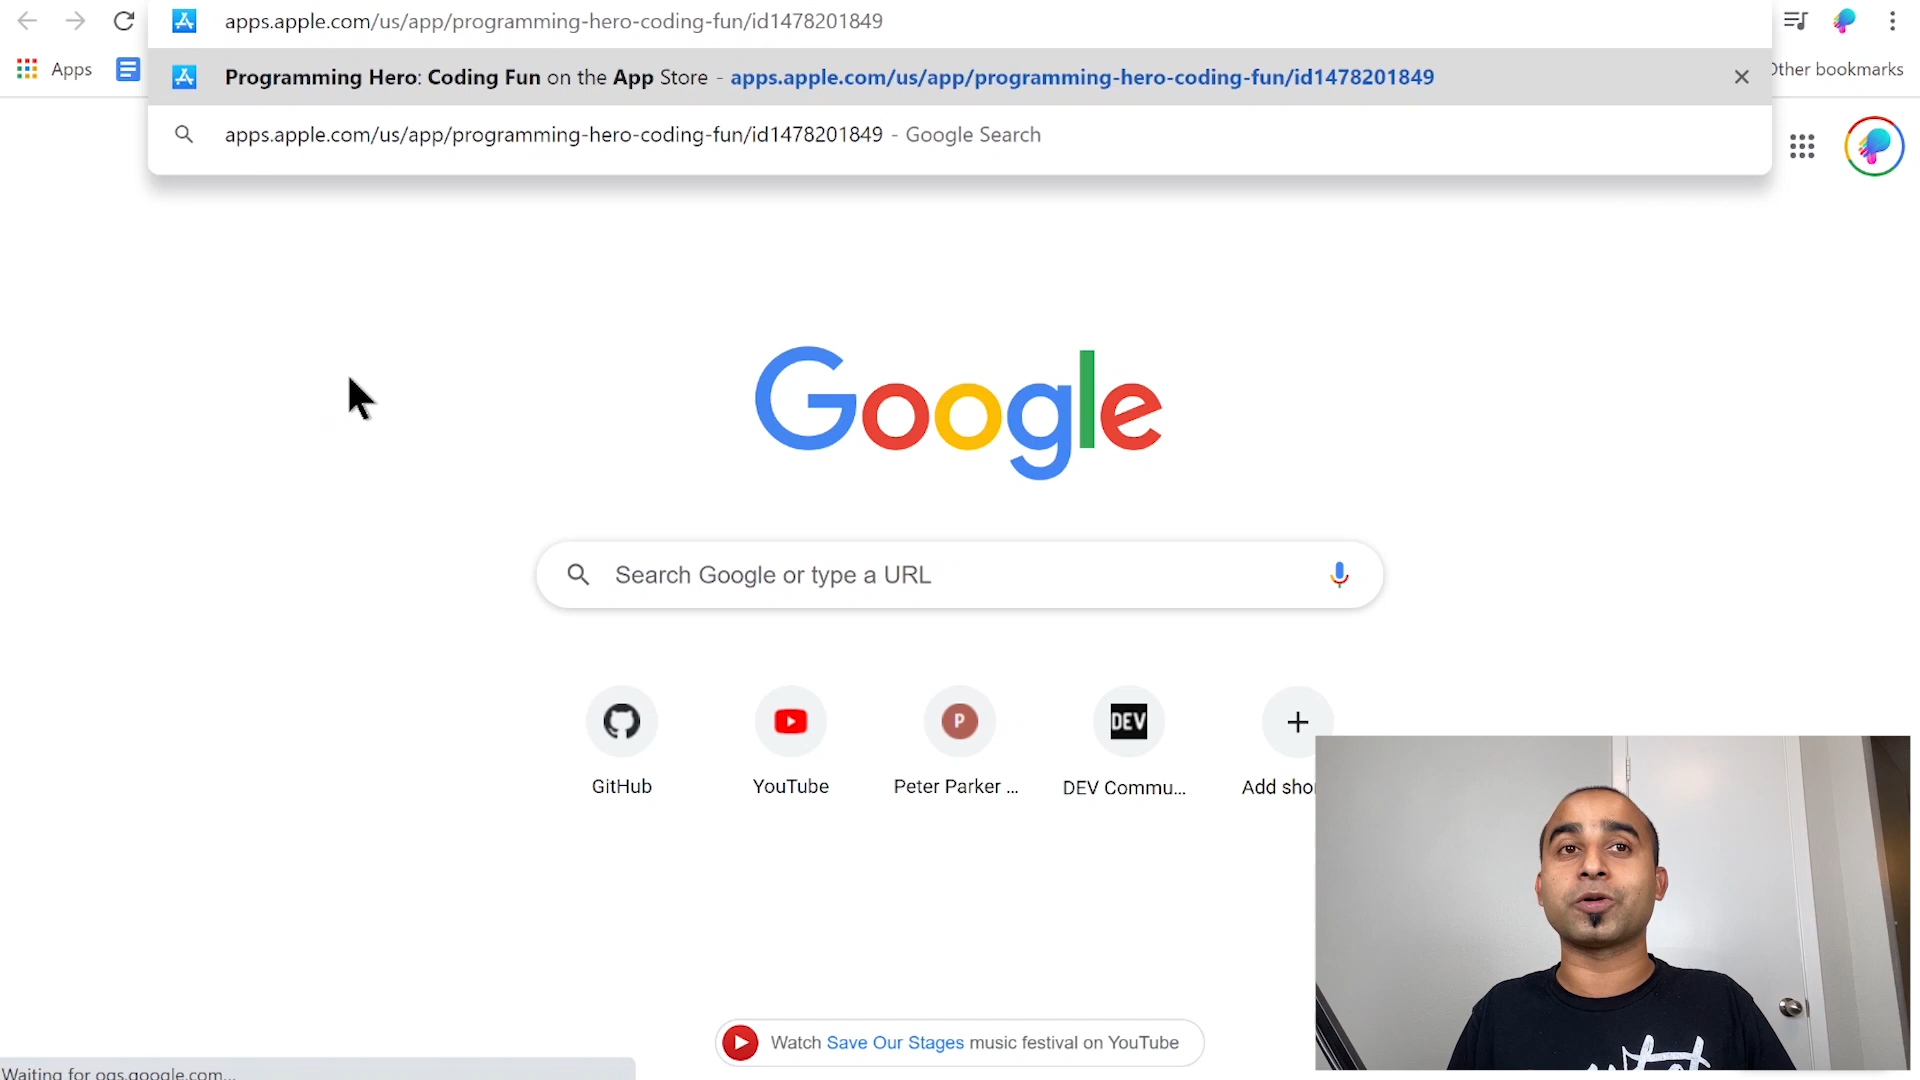 apps.apple.com/us/app/programming-hero-coding-fun/id1478201849
Apps
Programming Hero: Coding Fun on the App Store - apps.apple.com/us/app/programming-hero-coding-fun/id1478201849
Other bookmarks
apps.apple.com/us/app/programming-hero-coding-fun/id1478201849 - Google Search
Google
Search Google or type a URL
P
DEV
GitHub
YouTube
Peter Parker ...
DEV Commu...
Add shor
Watch Save Our Stages music festival on YouTube
Waiting for ogs.google.com...